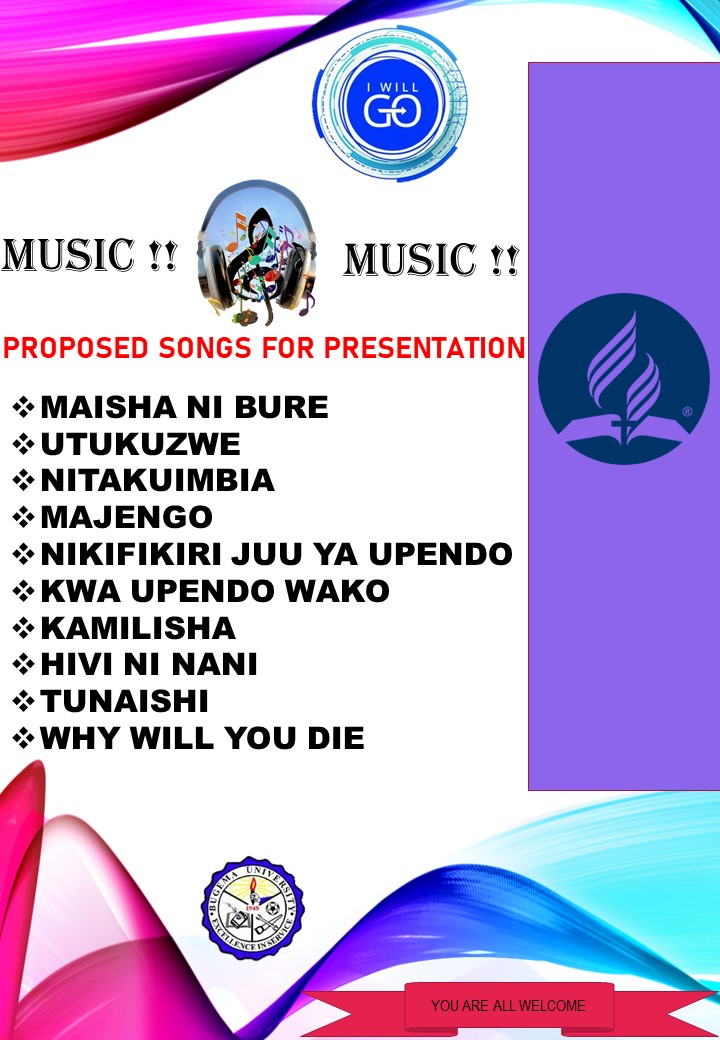 I WILL
GO
MUSIC !!
MUSIC !!
PROPOSED SONGS FOR PRESENTATION
❖MAISHA NI BURE
❖UTUKUZWE
❖NITAKUIMBIA
❖MAJENGO
❖NIKIFIKIRI JUU YA UPENDO
❖KWA UPENDO WAKO
❖KAMILISHA
❖HIVI NI NANI
❖TUNAISHI
❖WHY WILL YOU DIE
®
BUGEMA UNIVERSITY
1948
EXCELLENCE IN SERVICE
YOU ARE ALL WELCOME